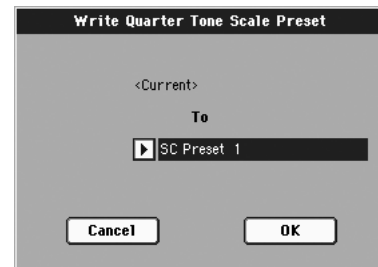 Write Quarter Tone Scale Preset
<Current>
To
SC Preset 1
Cancel OK